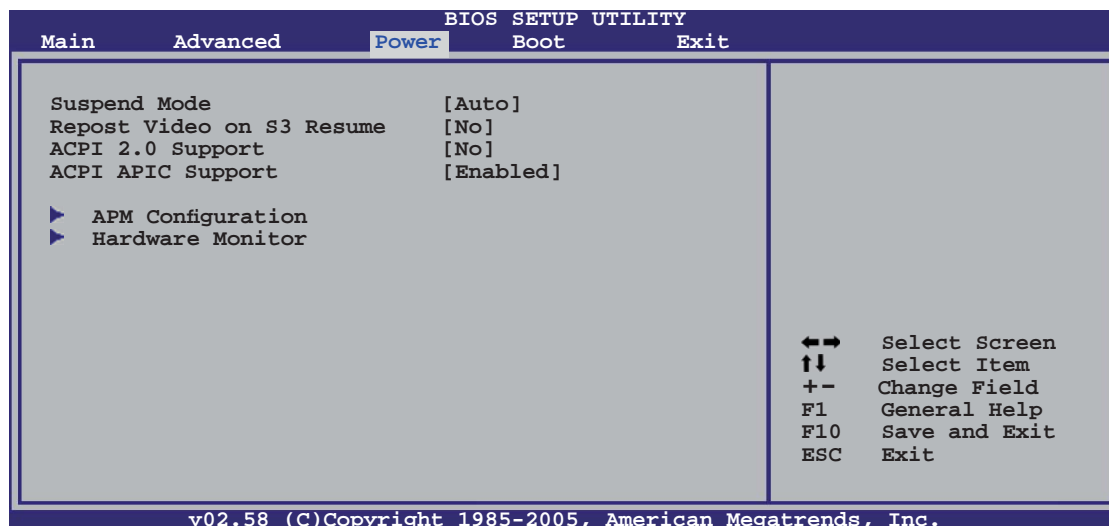 BIOS SETUP UTILITY
Main Advanced Power Boot Exit
Suspend Mode [Auto]
Repost Video on S3 Resume [No]
ACPI 2.0 Support [No]
ACPI APIC Support [Enabled]
APM Configuration
Hardware Monitor
Select Screen
Select Item
+- Change Field
F1 General Help
F10 Save and Exit
ESC Exit
v02.58 (C)Copyright 1985-2005, American Megatrends, Inc.